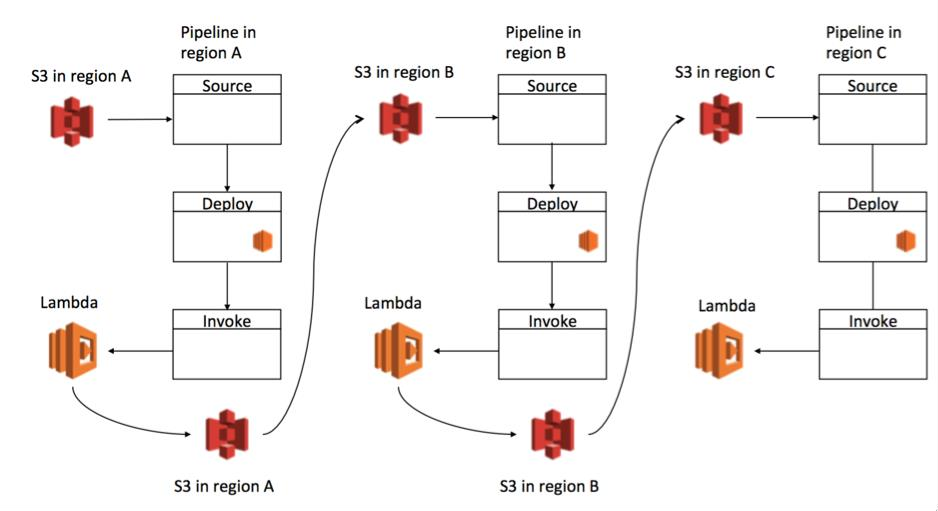 Pipeline in
region A
S3 in region A
Source
Deploy
Lambda
Invoke
S3 in region A
Pipeline in
region B
S3 in region B
Source
Deploy
Lambda
Invoke
S3 in region B
Pipeline in
region C
S3 in region C
Source
Deploy
Lambda
Invoke